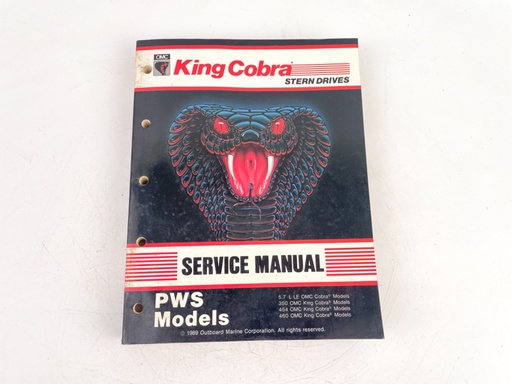 OMC
King Cobra
STERN DRIVES
SERVICE MANUAL
PWS
Models
5.7 L LE OMC Cobra® Models
350 OMC King Cobra® Models
454 OMC King Cobra® Models
460 OMC King Cobra® Models
© 1989 Outboard Marine Corporation. All rights reserved.